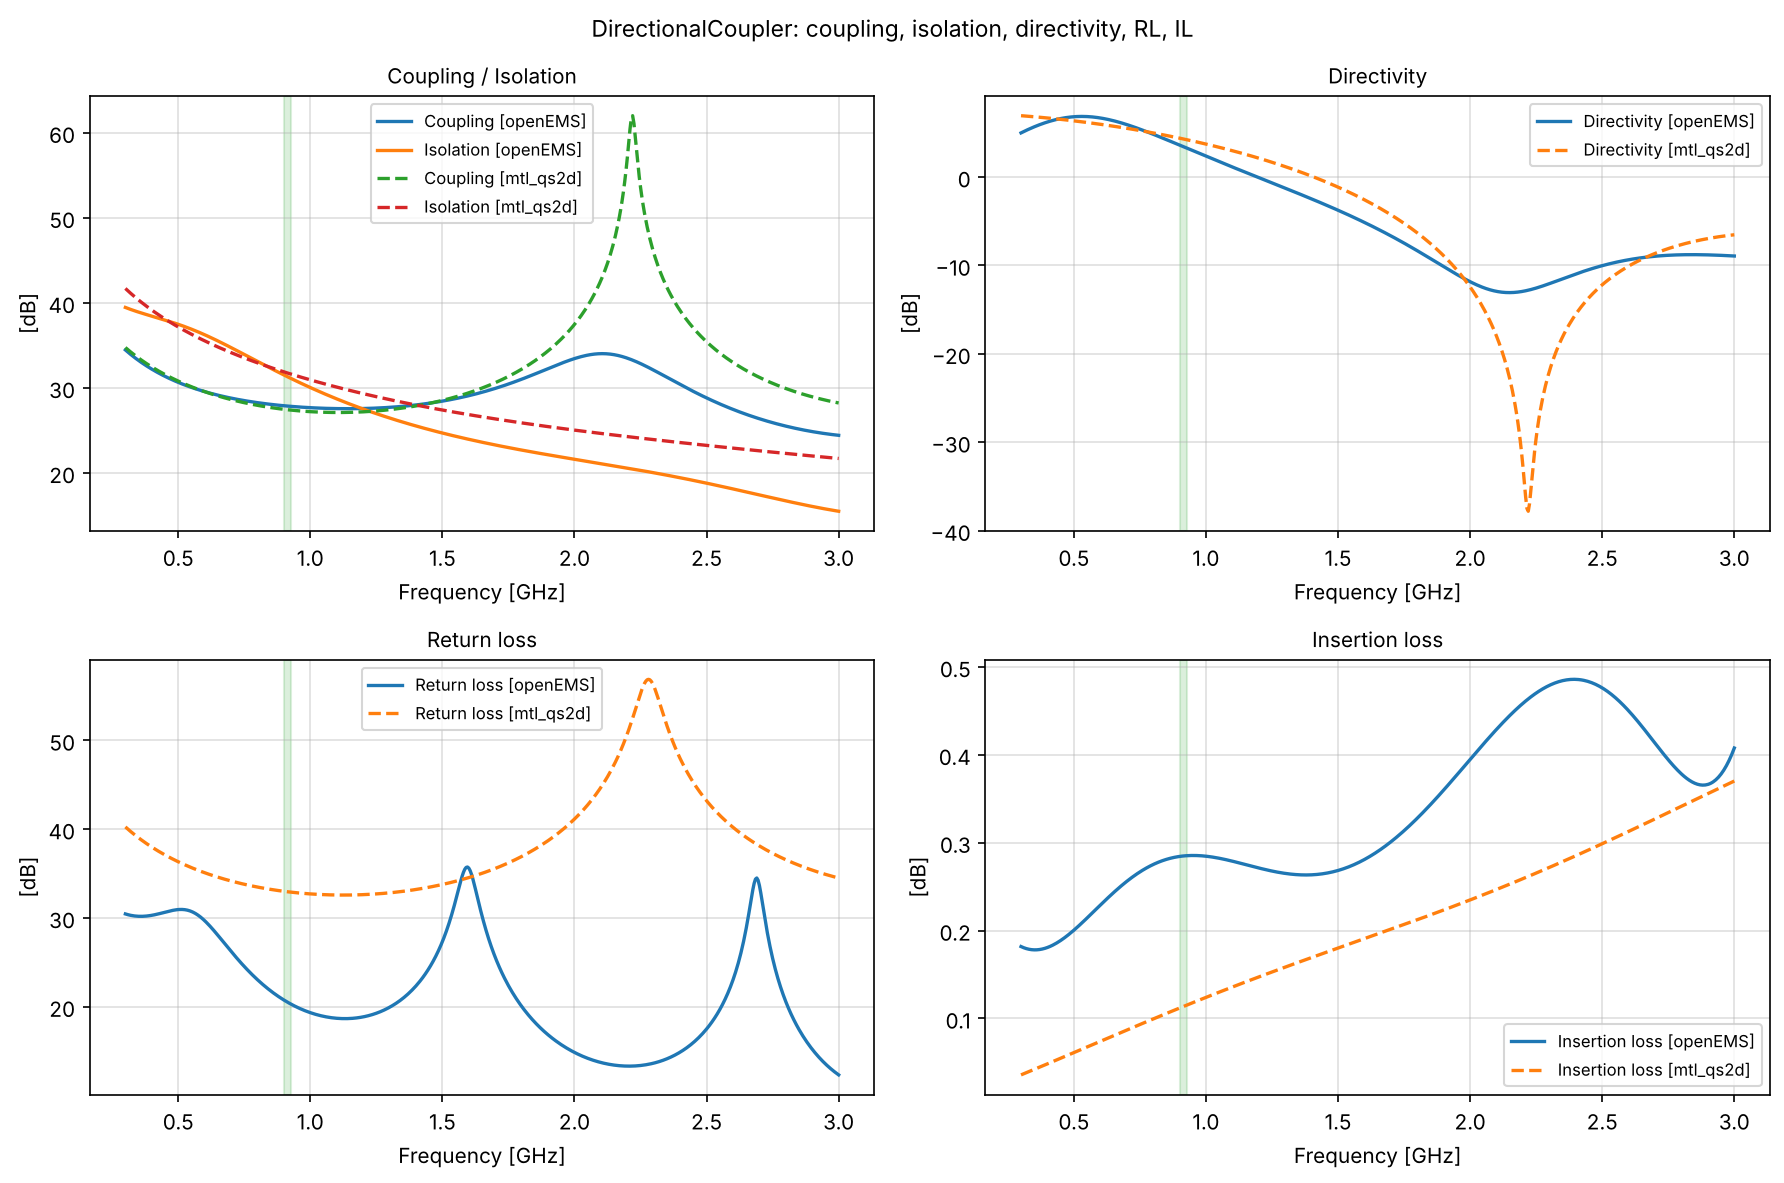 DirectionalCoupler: coupling, isolation, directivity, RL, IL
Coupling / Isolation
[dB]
60
50
40
30
20
Coupling [openEMS]
Isolation [openEMS]
Coupling [mtl_qs2d]
Isolation [mtl_qs2d]
0.5 1.0 1.5 2.0 2.5 3.0
Frequency [GHz]
Directivity
[dB]
0
−10
−20
−30
−40
Directivity [openEMS]
Directivity [mtl_qs2d]
0.5 1.0 1.5 2.0 2.5 3.0
Frequency [GHz]
Return loss
[dB]
50
40
30
20
Return loss [openEMS]
Return loss [mtl_qs2d]
0.5 1.0 1.5 2.0 2.5 3.0
Frequency [GHz]
Insertion loss
[dB]
0.5
0.4
0.3
0.2
0.1
Insertion loss [openEMS]
Insertion loss [mtl_qs2d]
0.5 1.0 1.5 2.0 2.5 3.0
Frequency [GHz]